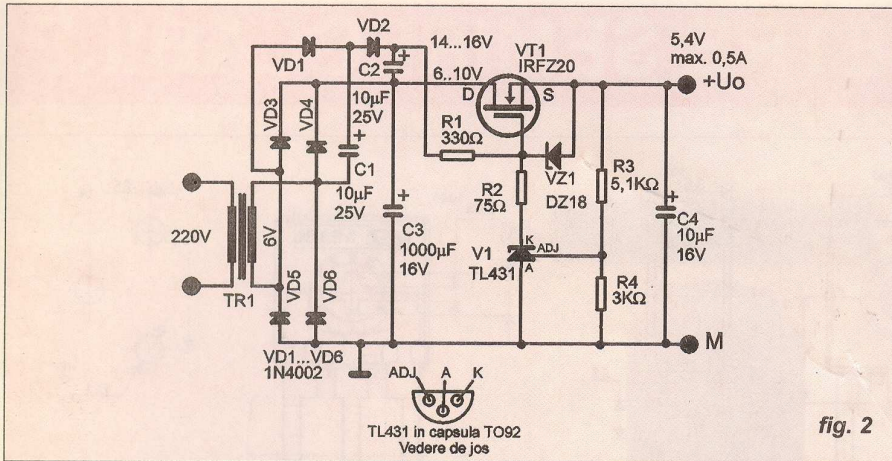 VD2
VD1
14...16V
C2
+
10µF
25V
VD3
VD4
6..10V
VT1
IRFZ20
D
S
5,4V
max. 0,5A
+Uo
R1
330Ω
+
C1
10µF
25V
VZ1
DZ18
R2
75Ω
R3
5,1KΩ
+
C4
10µF
16V
+
C3
1000µF
16V
K
ADJ
A
V1
TL431
R4
3KΩ
220V
6V
TR1
VD5
VD6
VD1...VD6
1N4002
M
ADJ
A
K
TL431 in capsula TO92
Vedere de jos
fig. 2